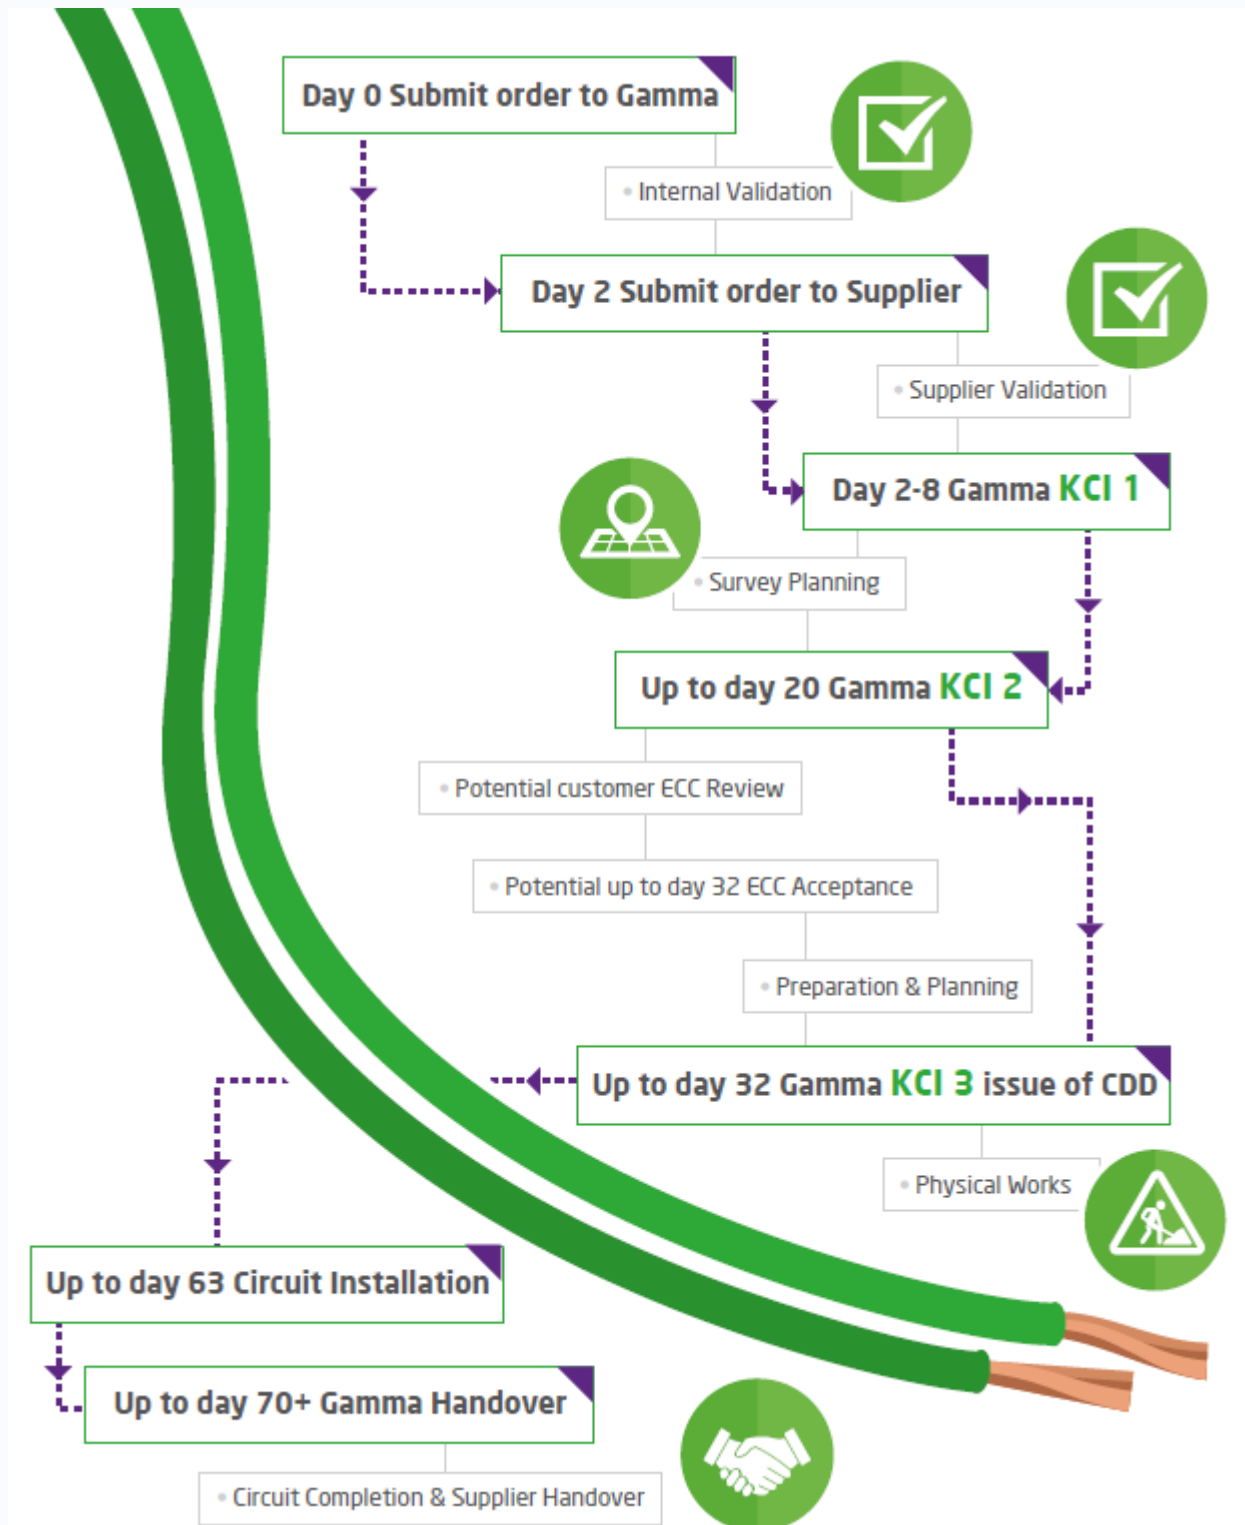 Day 0 Submit order to Gamma
• Internal Validation
Day 2 Submit order to Supplier
• Supplier Validation
Day 2-8 Gamma KCI 1
• Survey Planning
Up to day 20 Gamma KCI 2
• Potential customer ECC Review
• Potential up to day 32 ECC Acceptance
• Preparation & Planning
Up to day 32 Gamma KCI 3 issue of CDD
• Physical Works
Up to day 63 Circuit Installation
Up to day 70+ Gamma Handover
• Circuit Completion & Supplier Handover